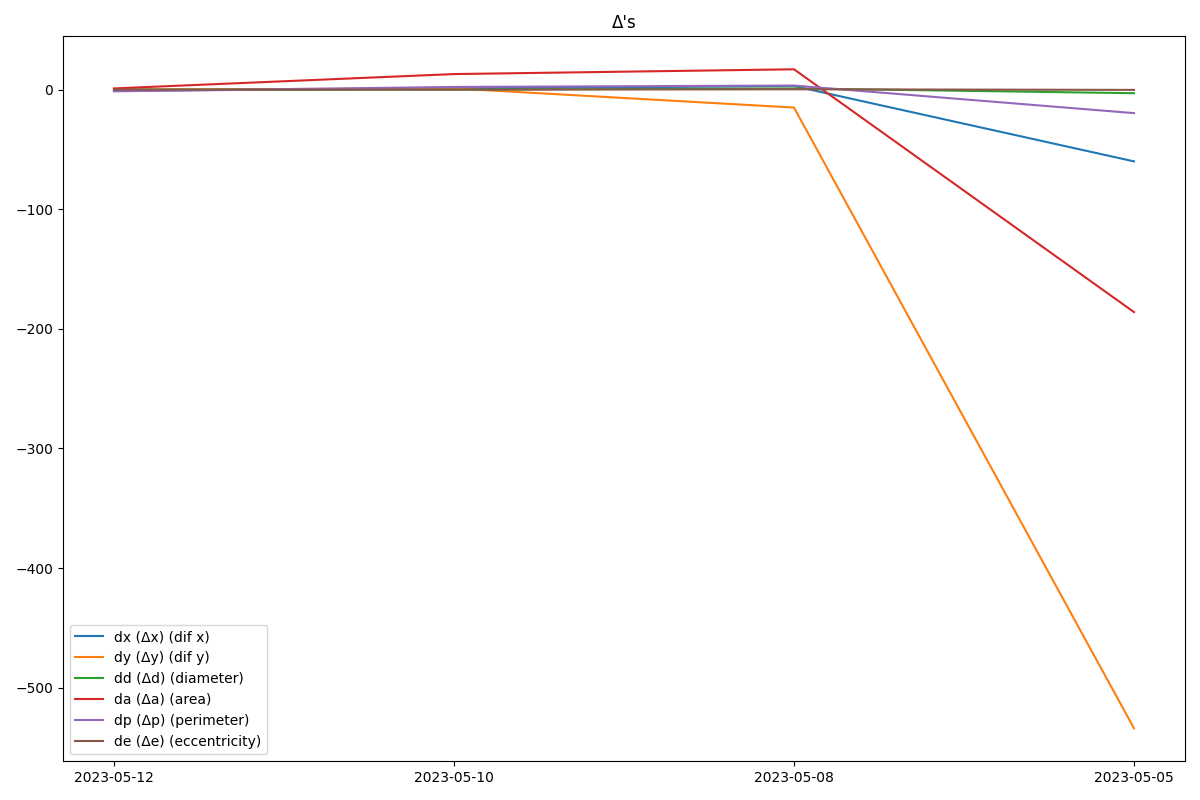 Δ's
0
−100
−200
−300
−400
−500
dx (Δx) (dif x)
dy (Δy) (dif y)
dd (Δd) (diameter)
da (Δa) (area)
dp (Δp) (perimeter)
de (Δe) (eccentricity)
2023-05-12 2023-05-10 2023-05-08 2023-05-05